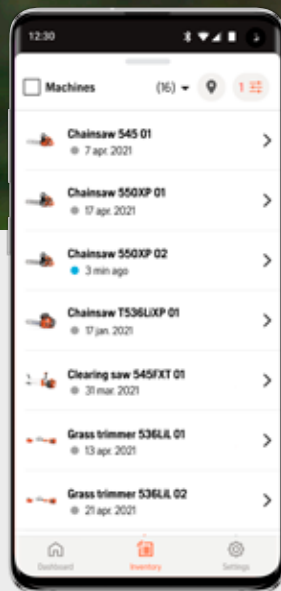 12:30
Machines (16) 1
Chainsaw 545 01
7 apr. 2021
Chainsaw 550XP 01
17 apr. 2021
Chainsaw 550XP 02
3 min ago
Chainsaw T536LiXP 01
17 jan. 2021
Clearing saw 545FXT 01
31 mar. 2021
Grass trimmer 536LiL 01
13 apr. 2021
Grass trimmer 536LiL 02
21 apr. 2021
Dashboard Inventory Settings